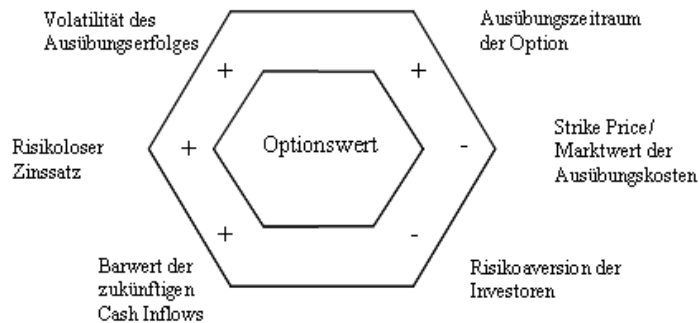 Volatilität des
Ausübungserfolges
Ausübungszeitraum
der Option
+
+
Risikoloser
Zinssatz
+
Optionswert
-
Strike Price/
Marktwert der
Ausübungskosten
+
-
Barwert der
zukünftigen
Cash Inflows
Risikoaversion der
Investoren